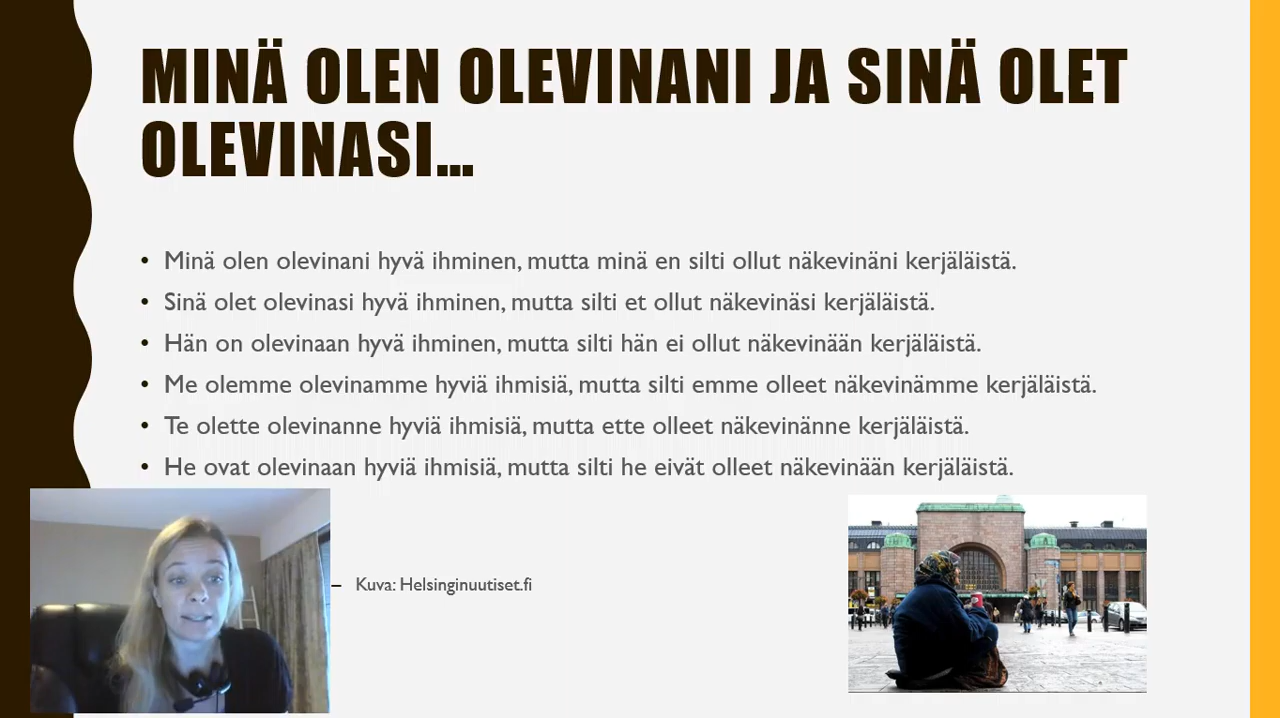 MINÄ OLEN OLEVINANI JA SINÄ OLET
OLEVINASI...
• Minä olen olevinani hyvä ihminen, mutta minä en silti ollut näkevinäni kerjäläistä.
• Sinä olet olevinasi hyvä ihminen, mutta silti et ollut näkevinäsi kerjäläistä.
• Hän on olevinaan hyvä ihminen, mutta silti hän ei ollut näkevinään kerjäläistä.
• Me olemme olevinamme hyviä ihmisiä, mutta silti emme olleet näkevinämme kerjäläistä.
• Te olette olevinanne hyviä ihmisiä, mutta ette olleet näkevinänne kerjäläistä.
• He ovat olevinaan hyviä ihmisiä, mutta silti he eivät olleet näkevinään kerjäläistä.
– Kuva: Helsinginuutiset.fi